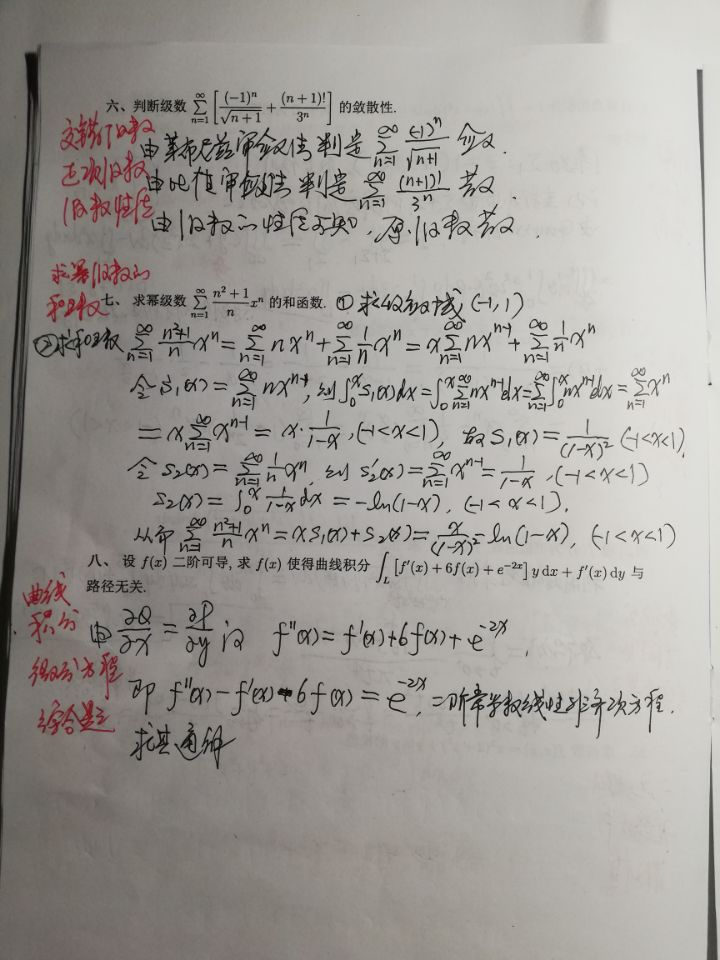 六、判断级数 $\sum_{n=1}^{\infty}\left[\frac{(-1)^n}{\sqrt{n+1}}+\frac{(n+1)!}{3^n}\right]$ 的敛散性.
交错级数
正项级数
级数性质
由莱布尼兹审敛法判定 $\sum_{n=1}^{\infty}\frac{(-1)^n}{\sqrt{n+1}}$ 敛.
由比值审敛法判定 $\sum_{n=1}^{\infty}\frac{(n+1)!}{3^n}$ 散.
由级数的性质可知, 原级数散.
求幂级数的
和函数
七、求幂级数 $\sum_{n=1}^{\infty}\frac{n^2+1}{n}x^n$ 的和函数. ① 求收敛域 (-1, 1)
② 求和函数 $\sum_{n=1}^{\infty}\frac{n^2+1}{n}x^n=\sum_{n=1}^{\infty}nx^n+\sum_{n=1}^{\infty}\frac{1}{n}x^n=x\sum_{n=1}^{\infty}nx^{n-1}+\sum_{n=1}^{\infty}\frac{1}{n}x^n$
令 $S_1(x)=\sum_{n=1}^{\infty}nx^{n-1}$, 则 $\int_0^x S_1(x)dx=\int_0^x\sum_{n=1}^{\infty}nx^{n-1}dx=\sum_{n=1}^{\infty}\int_0^x nx^{n-1}dx=\sum_{n=1}^{\infty}x^n$
$=x\sum_{n=1}^{\infty}x^{n-1}=x\cdot\frac{1}{1-x}$, (-1<x<1), 故 $S_1(x)=\frac{1}{(1-x)^2}$ (-1<x<1).
令 $S_2(x)=\sum_{n=1}^{\infty}\frac{1}{n}x^n$, 则 $S_2'(x)=\sum_{n=1}^{\infty}x^{n-1}=\frac{1}{1-x}$, (-1<x<1)
$S_2(x)=\int_0^x\frac{1}{1-x}dx=-\ln(1-x)$, (-1<x<1).
从而 $\sum_{n=1}^{\infty}\frac{n^2+1}{n}x^n=xS_1(x)+S_2(x)=\frac{x}{(1-x)^2}-\ln(1-x)$, (-1<x<1)
八、设 f(x) 二阶可导, 求 f(x) 使得曲线积分 $\int_L[f'(x)+6f(x)+e^{-2x}]y\,dx+f'(x)\,dy$ 与
路径无关.
曲线
积分
微分方程
综合题
由 $\frac{\partial Q}{\partial x}=\frac{\partial P}{\partial y}$ 得 $f''(x)=f'(x)+6f(x)+e^{-2x}$.
即 $f''(x)-f'(x)-6f(x)=e^{-2x}$. 二阶常系数线性非齐次方程.
求其通解